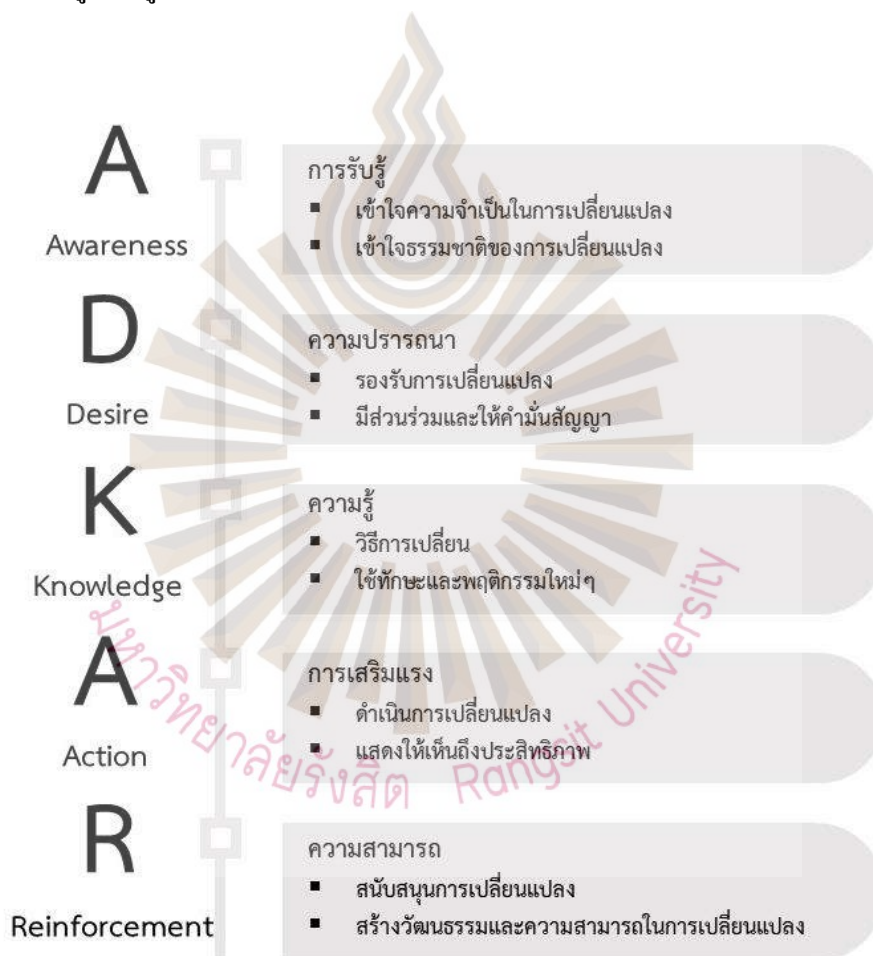 A
Awareness
การรับรู้
▪ เข้าใจความจำเป็นในการเปลี่ยนแปลง
▪ เข้าใจธรรมชาติของการเปลี่ยนแปลง
D
Desire
ความปรารถนา
▪ รองรับการเปลี่ยนแปลง
▪ มีส่วนร่วมและให้คำมั่นสัญญา
K
Knowledge
ความรู้
▪ วิธีการเปลี่ยน
▪ ใช้ทักษะและพฤติกรรมใหม่ๆ
A
Action
การเสริมแรง
▪ ดำเนินการเปลี่ยนแปลง
▪ แสดงให้เห็นถึงประสิทธิภาพ
R
Reinforcement
ความสามารถ
▪ สนับสนุนการเปลี่ยนแปลง
▪ สร้างวัฒนธรรมและความสามารถในการเปลี่ยนแปลง
มหาวิทยาลัยรังสิต Rangsit University